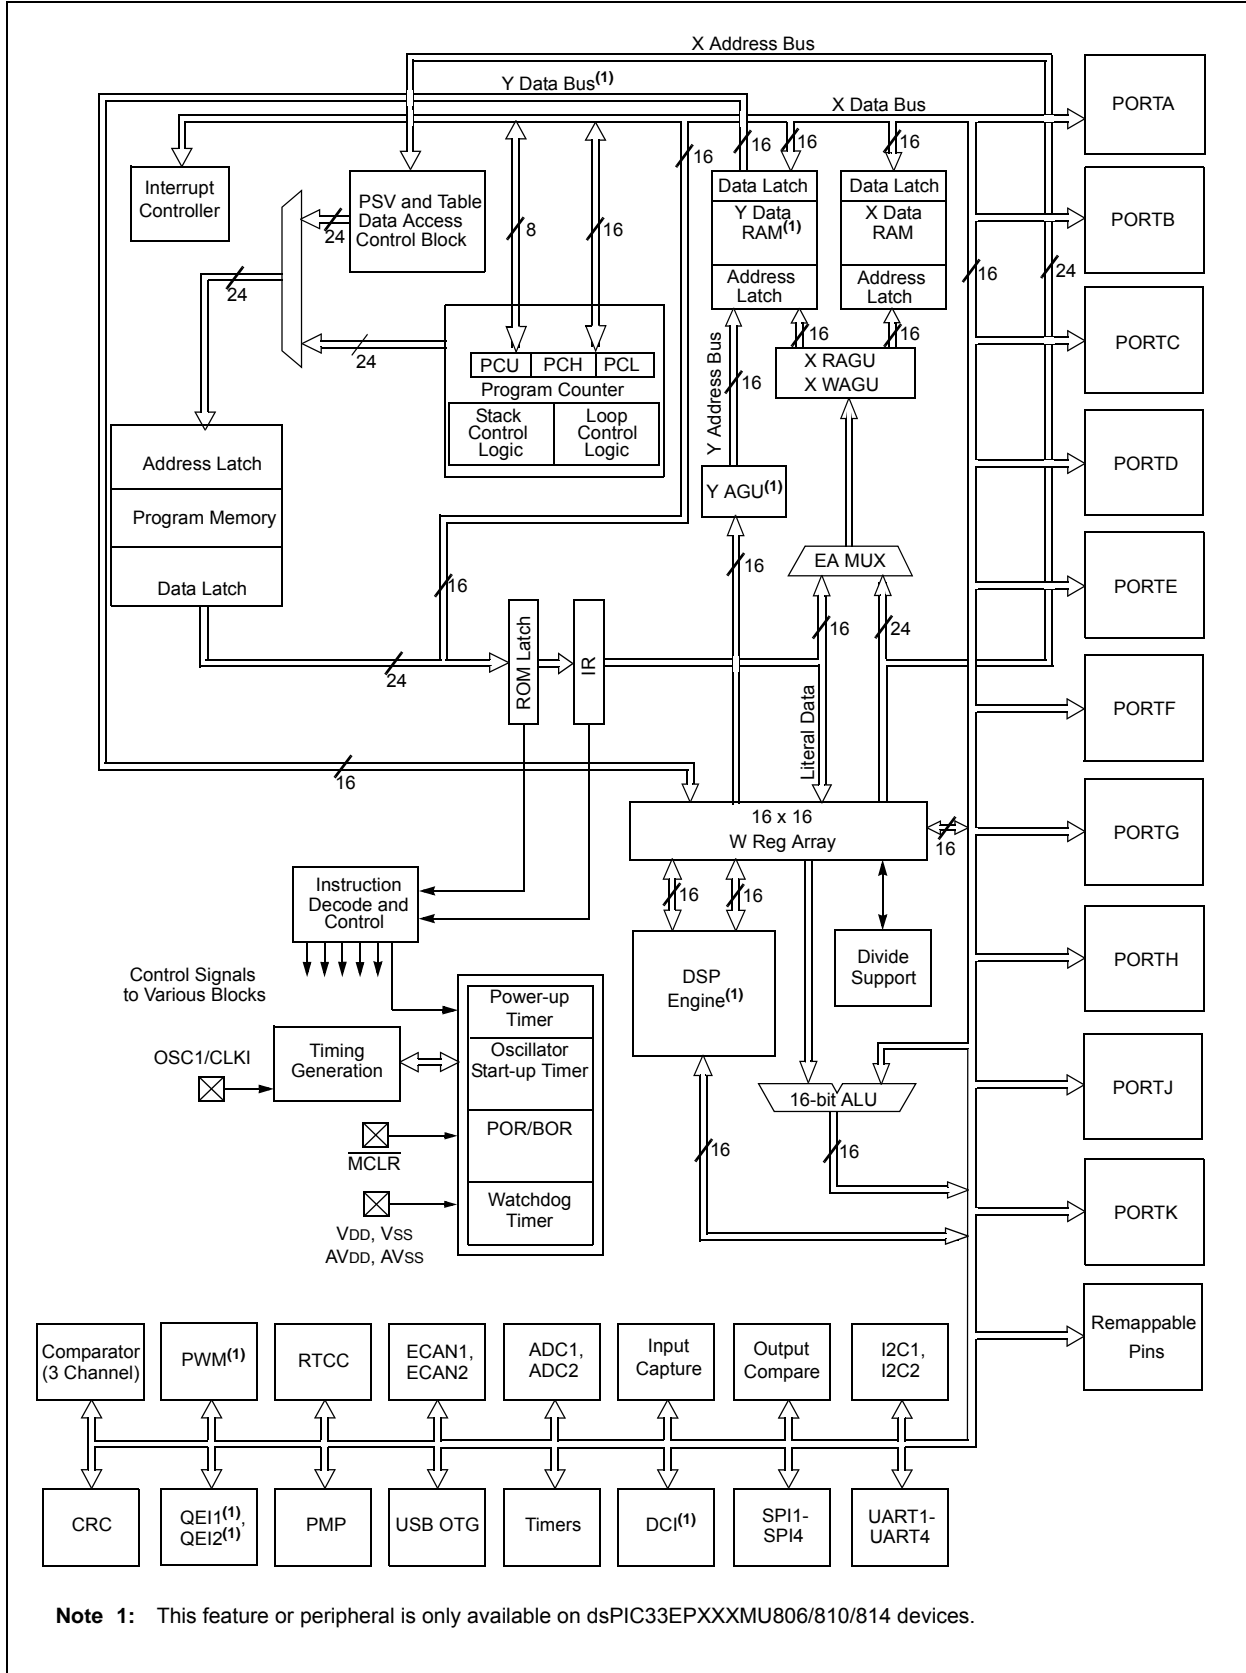 X Address Bus
Y Data Bus(1)
X Data Bus
PORTA
16
16
16
16
Interrupt
Controller
PSV and Table
Data Access
Control Block
24
8
16
Data Latch
Y Data
RAM(1)
Address
Latch
Data Latch
X Data
RAM
Address
Latch
PORTB
16
24
24
24
16
16
PCU
PCH
PCL
Program Counter
Stack
Control
Logic
Loop
Control
Logic
Y Address Bus
16
X RAGU
X WAGU
PORTC
Address Latch
Program Memory
Data Latch
Y AGU(1)
PORTD
16
16
EA MUX
PORTE
16
24
24
ROM Latch
IR
Literal Data
PORTF
16
16 x 16
W Reg Array
16
PORTG
Instruction
Decode and
Control
16
16
Control Signals
to Various Blocks
DSP
Engine(1)
Divide
Support
PORTH
Power-up
Timer
OSC1/CLKI
Timing
Generation
Oscillator
Start-up Timer
16-bit ALU
PORTJ
POR/BOR
MCLR
16
16
Watchdog
Timer
VDD, VSS
AVDD, AVSS
PORTK
Remappable
Pins
Comparator
(3 Channel)
PWM(1)
RTCC
ECAN1,
ECAN2
ADC1,
ADC2
Input
Capture
Output
Compare
I2C1,
I2C2
CRC
QEI1(1),
QEI2(1)
PMP
USB OTG
Timers
DCI(1)
SPI1-
SPI4
UART1-
UART4
Note 1: This feature or peripheral is only available on dsPIC33EPXXXMU806/810/814 devices.